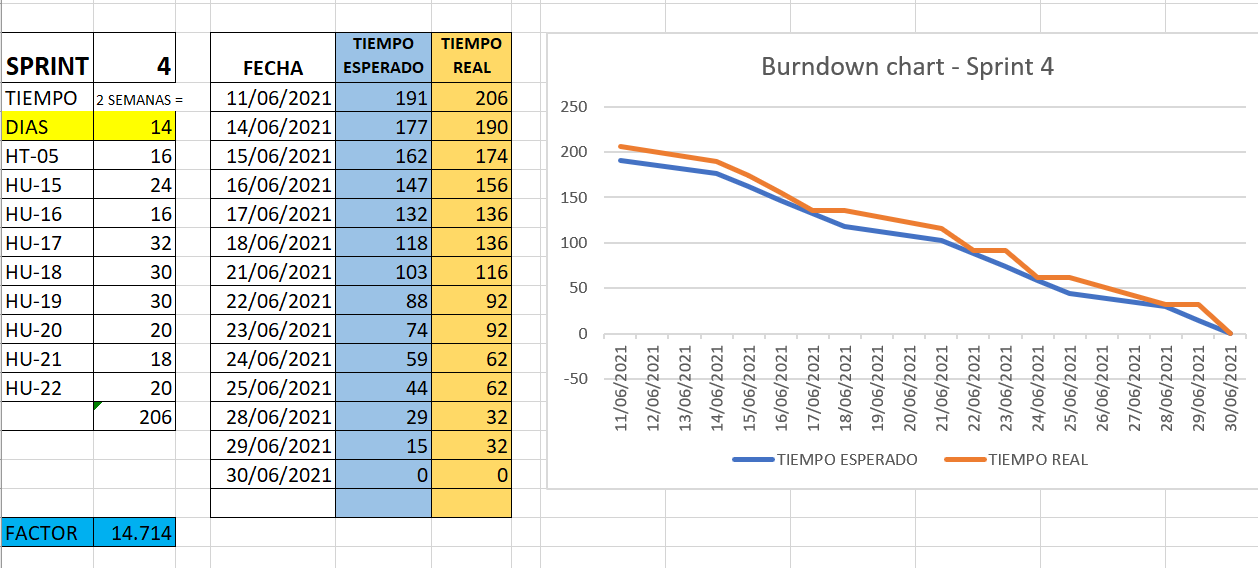 SPRINT 4 FECHA TIEMPO ESPERADO TIEMPO REAL
TIEMPO 2 SEMANAS = 11/06/2021 191 206
DIAS 14 14/06/2021 177 190
HT-05 16 15/06/2021 162 174
HU-15 24 16/06/2021 147 156
HU-16 16 17/06/2021 132 136
HU-17 32 18/06/2021 118 136
HU-18 30 21/06/2021 103 116
HU-19 30 22/06/2021 88 92
HU-20 20 23/06/2021 74 92
HU-21 18 24/06/2021 59 62
HU-22 20 25/06/2021 44 62
206 28/06/2021 29 32
29/06/2021 15 32
30/06/2021 0 0
FACTOR 14.714
Burndown chart - Sprint 4
250
200
150
100
50
0
-50
11/06/2021
12/06/2021
13/06/2021
14/06/2021
15/06/2021
16/06/2021
17/06/2021
18/06/2021
19/06/2021
20/06/2021
21/06/2021
22/06/2021
23/06/2021
24/06/2021
25/06/2021
26/06/2021
27/06/2021
28/06/2021
29/06/2021
30/06/2021
TIEMPO ESPERADO TIEMPO REAL